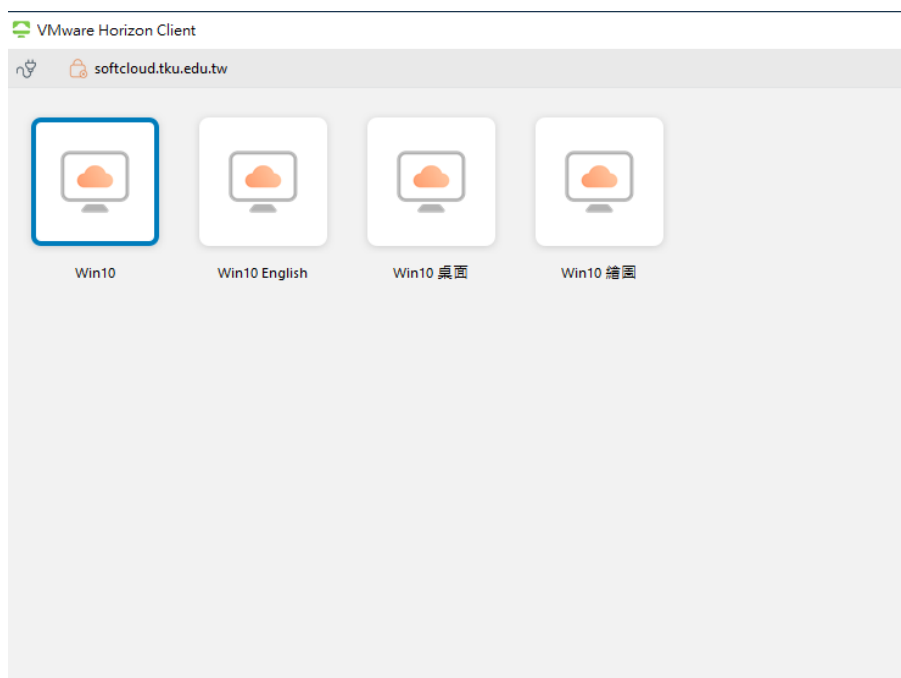 VMware Horizon Client
softcloud.tku.edu.tw
Win10
Win10 English
Win10 桌面
Win10 繪圖